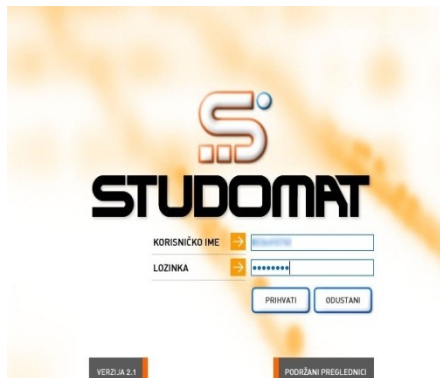 STUDOMAT
KORISNIČKO IME
LOZINKA
PRIHVATI ODUSTANI
VERZIJA 2.1 PODRŽANI PREGLEDNICI